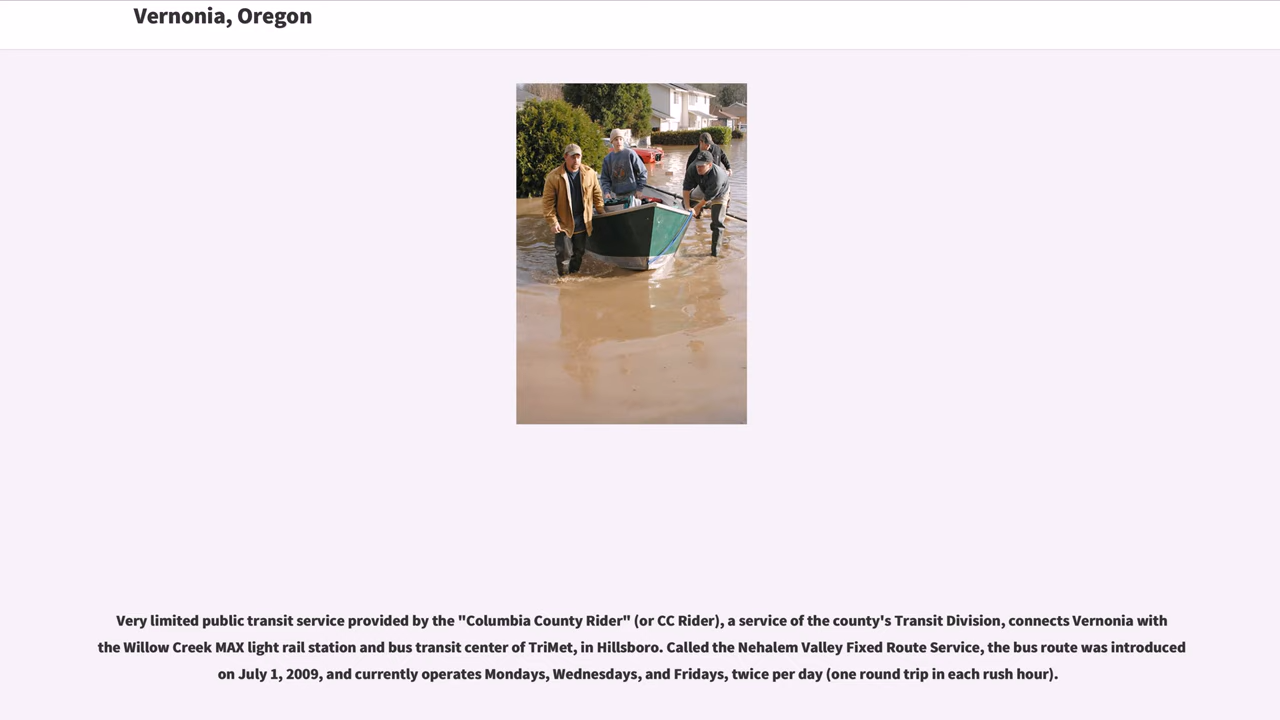 Vernonia, Oregon
Very limited public transit service provided by the "Columbia County Rider" (or CC Rider), a service of the county's Transit Division, connects Vernonia with
the Willow Creek MAX light rail station and bus transit center of TriMet, in Hillsboro. Called the Nehalem Valley Fixed Route Service, the bus route was introduced
on July 1, 2009, and currently operates Mondays, Wednesdays, and Fridays, twice per day (one round trip in each rush hour).